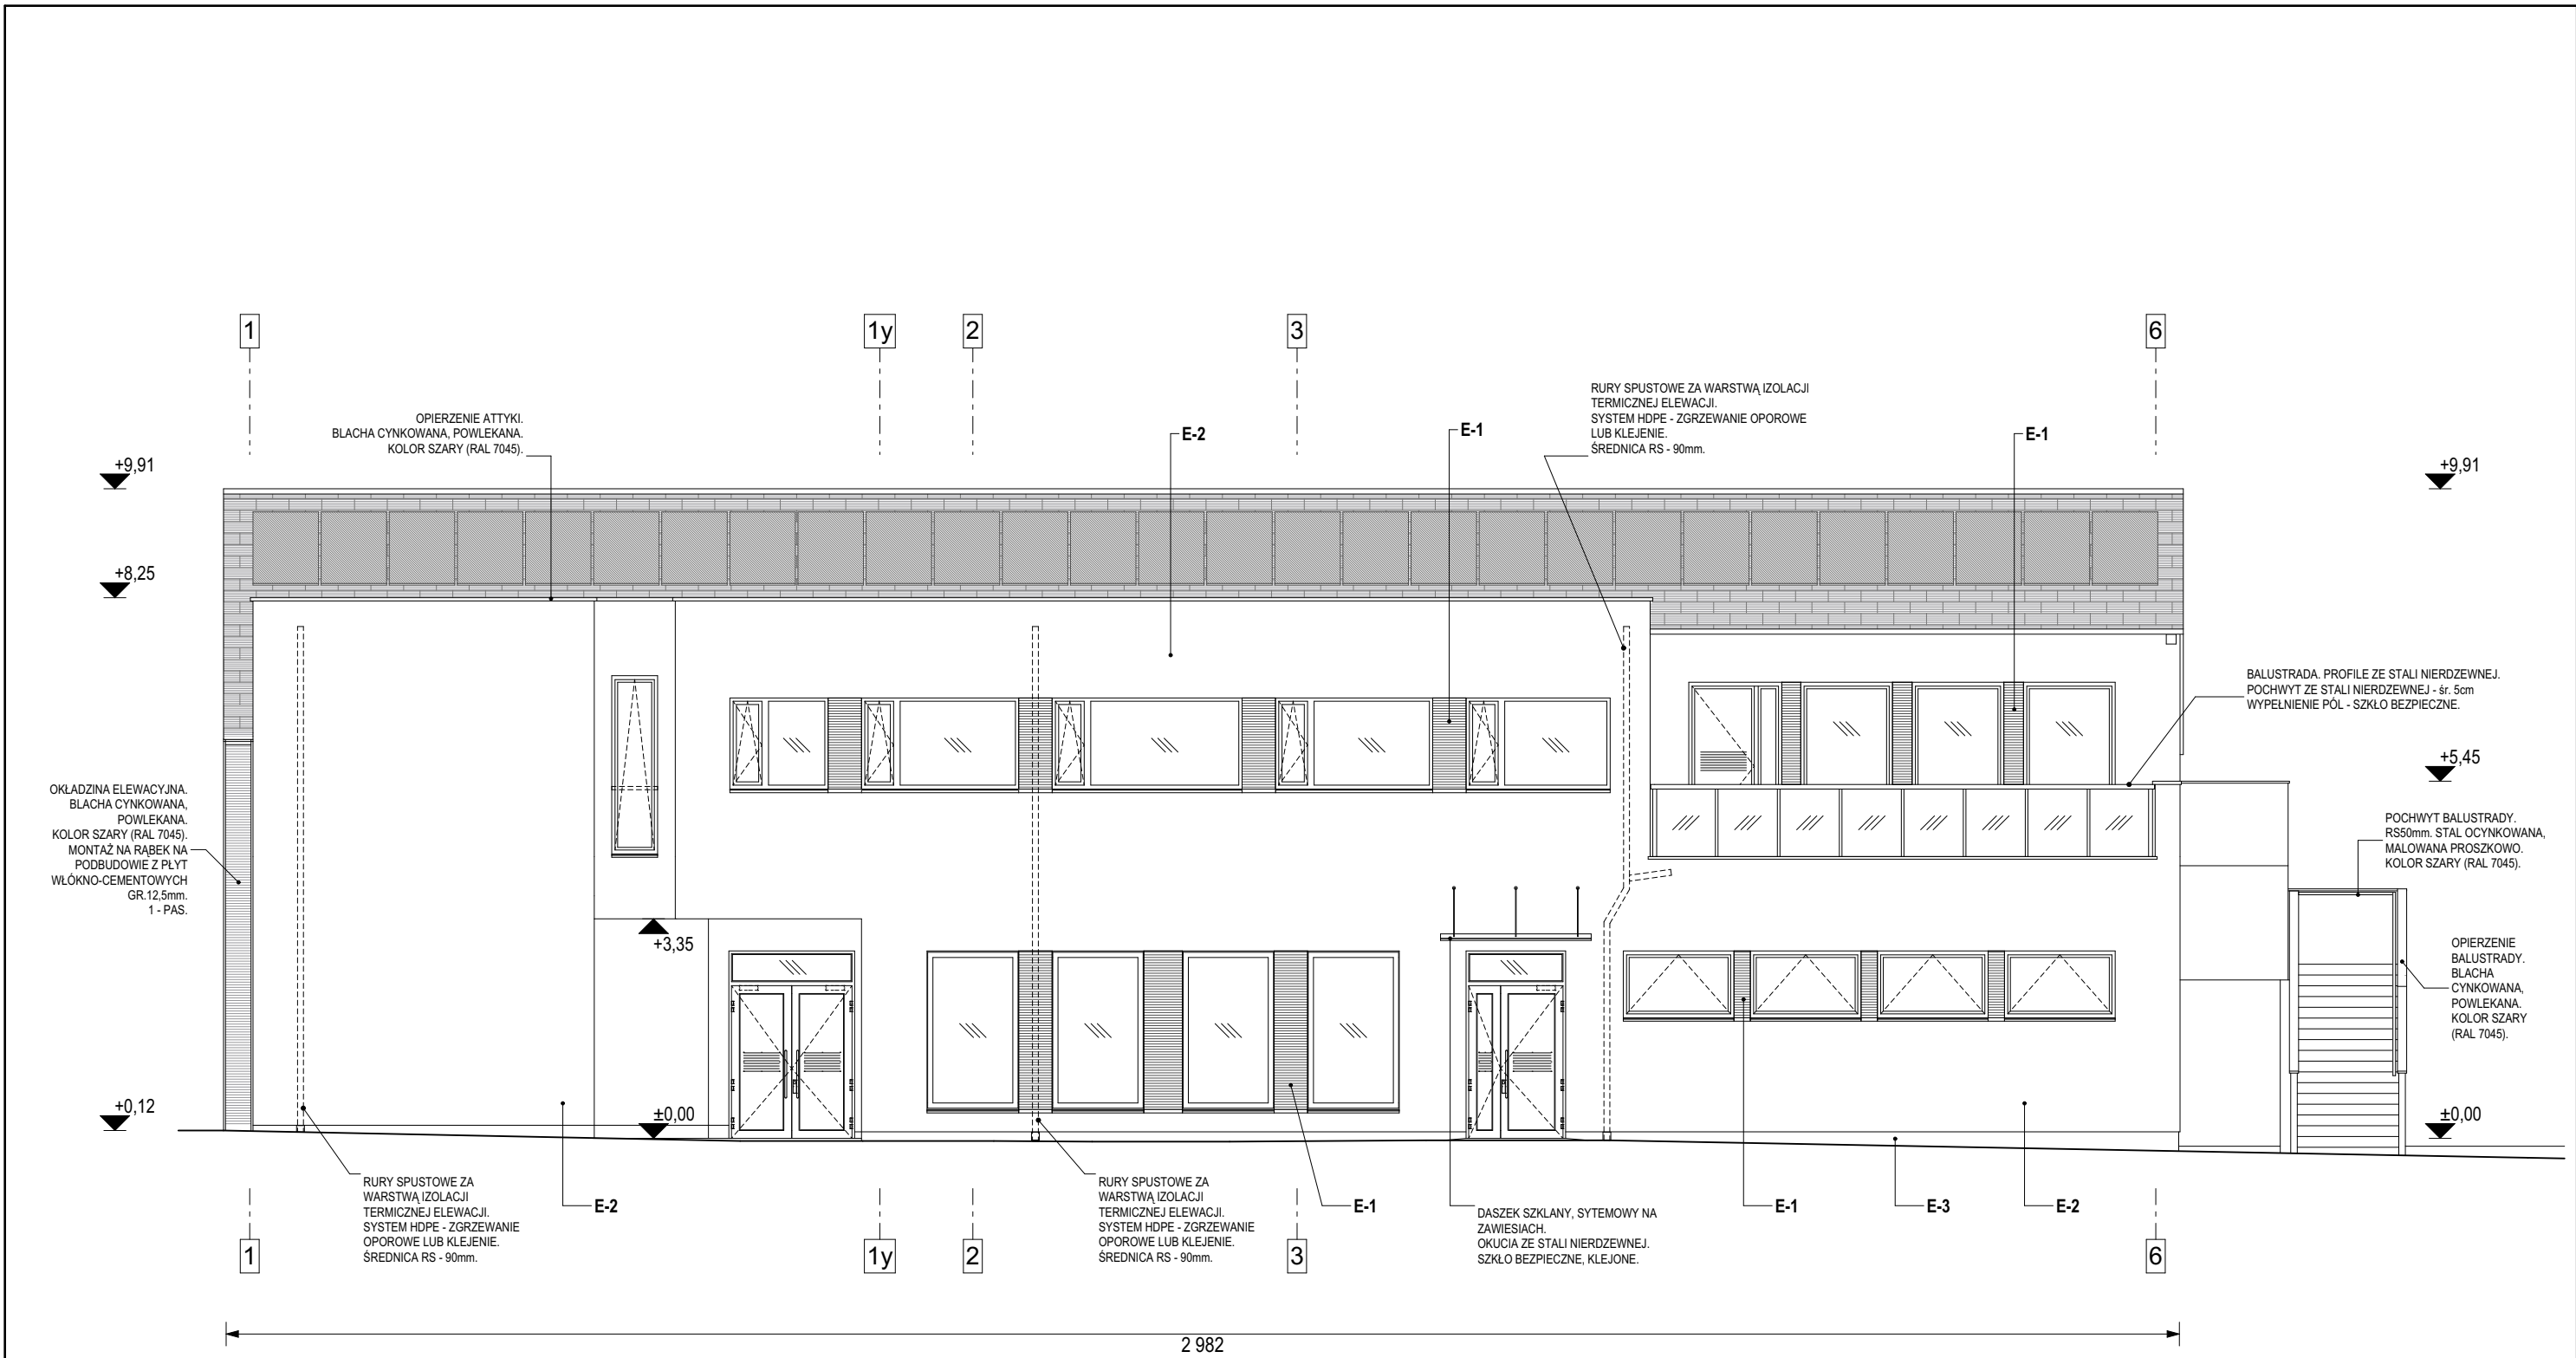 1
1y
2
3
6
OPIERZENIE ATTYKI.
BLACHA CYNKOWANA, POWLEKANA.
KOLOR SZARY (RAL 7045).
E-2
E-1
RURY SPUSTOWE ZA WARSTWĄ IZOLACJI
TERMICZNEJ ELEWACJI.
SYSTEM HDPE - ZGRZEWANIE OPOROWE
LUB KLEJENIE.
ŚREDNICA RS - 90mm.
E-1
+9,91
+9,91
+8,25
BALUSTRADA. PROFILE ZE STALI NIERDZEWNEJ.
POCHWYT ZE STALI NIERDZEWNEJ - śr. 5cm
WYPEŁNIENIE PÓL - SZKŁO BEZPIECZNE.
+5,45
OKŁADZINA ELEWACYJNA.
BLACHA CYNKOWANA,
POWLEKANA.
KOLOR SZARY (RAL 7045).
MONTAŻ NA RĄBEK NA
PODBUDOWIE Z PŁYT
WŁÓKNO-CEMENTOWYCH
GR.12,5mm.
1 - PAS.
POCHWYT BALUSTRADY.
RS50mm. STAL OCYNKOWANA,
MALOWANA PROSZKOWO.
KOLOR SZARY (RAL 7045).
+3,35
OPIERZENIE
BALUSTRADY.
BLACHA
CYNKOWANA,
POWLEKANA.
KOLOR SZARY
(RAL 7045).
+0,12
±0,00
±0,00
RURY SPUSTOWE ZA
WARSTWĄ IZOLACJI
TERMICZNEJ ELEWACJI.
SYSTEM HDPE - ZGRZEWANIE
OPOROWE LUB KLEJENIE.
ŚREDNICA RS - 90mm.
E-2
RURY SPUSTOWE ZA
WARSTWĄ IZOLACJI
TERMICZNEJ ELEWACJI.
SYSTEM HDPE - ZGRZEWANIE
OPOROWE LUB KLEJENIE.
ŚREDNICA RS - 90mm.
E-1
DASZEK SZKLANY, SYTEMOWY NA
ZAWIESIACH.
OKUCIA ZE STALI NIERDZEWNEJ.
SZKŁO BEZPIECZNE, KLEJONE.
E-1
E-3
E-2
1
1y
2
3
6
2 982